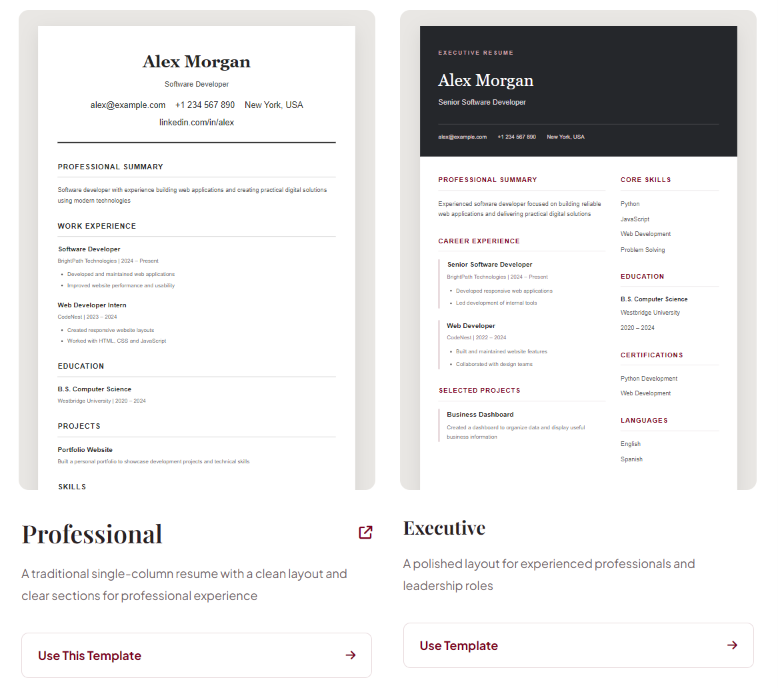 Alex Morgan
Software Developer
alex@example.com +1 234 567 890 New York, USA
linkedin.com/in/alex
PROFESSIONAL SUMMARY
Software developer with experience building web applications and creating practical digital solutions
using modern technologies
WORK EXPERIENCE
Software Developer
BrightPath Technologies | 2024 – Present
• Developed and maintained web applications
• Improved website performance and usability
Web Developer Intern
CodeNest | 2023 – 2024
• Created responsive website layouts
• Worked with HTML, CSS and JavaScript
EDUCATION
B.S. Computer Science
Westbridge University | 2020 – 2024
PROJECTS
Portfolio Website
Built a personal portfolio to showcase development projects and technical skills
SKILLS
Professional
A traditional single-column resume with a clean layout and
clear sections for professional experience
Use This Template
EXECUTIVE RESUME
Alex Morgan
Senior Software Developer
alex@example.com +1 234 567 890 New York, USA
PROFESSIONAL SUMMARY
Experienced software developer focused on building reliable
web applications and delivering practical digital solutions
CAREER EXPERIENCE
Senior Software Developer
BrightPath Technologies | 2024 – Present
• Developed responsive web applications
• Led development of internal tools
Web Developer
CodeNest | 2022 – 2024
• Built and maintained website features
• Collaborated with design teams
SELECTED PROJECTS
Business Dashboard
Created a dashboard to organize data and display useful
business information
CORE SKILLS
Python
JavaScript
Web Development
Problem Solving
EDUCATION
B.S. Computer Science
Westbridge University
2020 – 2024
CERTIFICATIONS
Python Development
Web Development
LANGUAGES
English
Spanish
Executive
A polished layout for experienced professionals and
leadership roles
Use Template